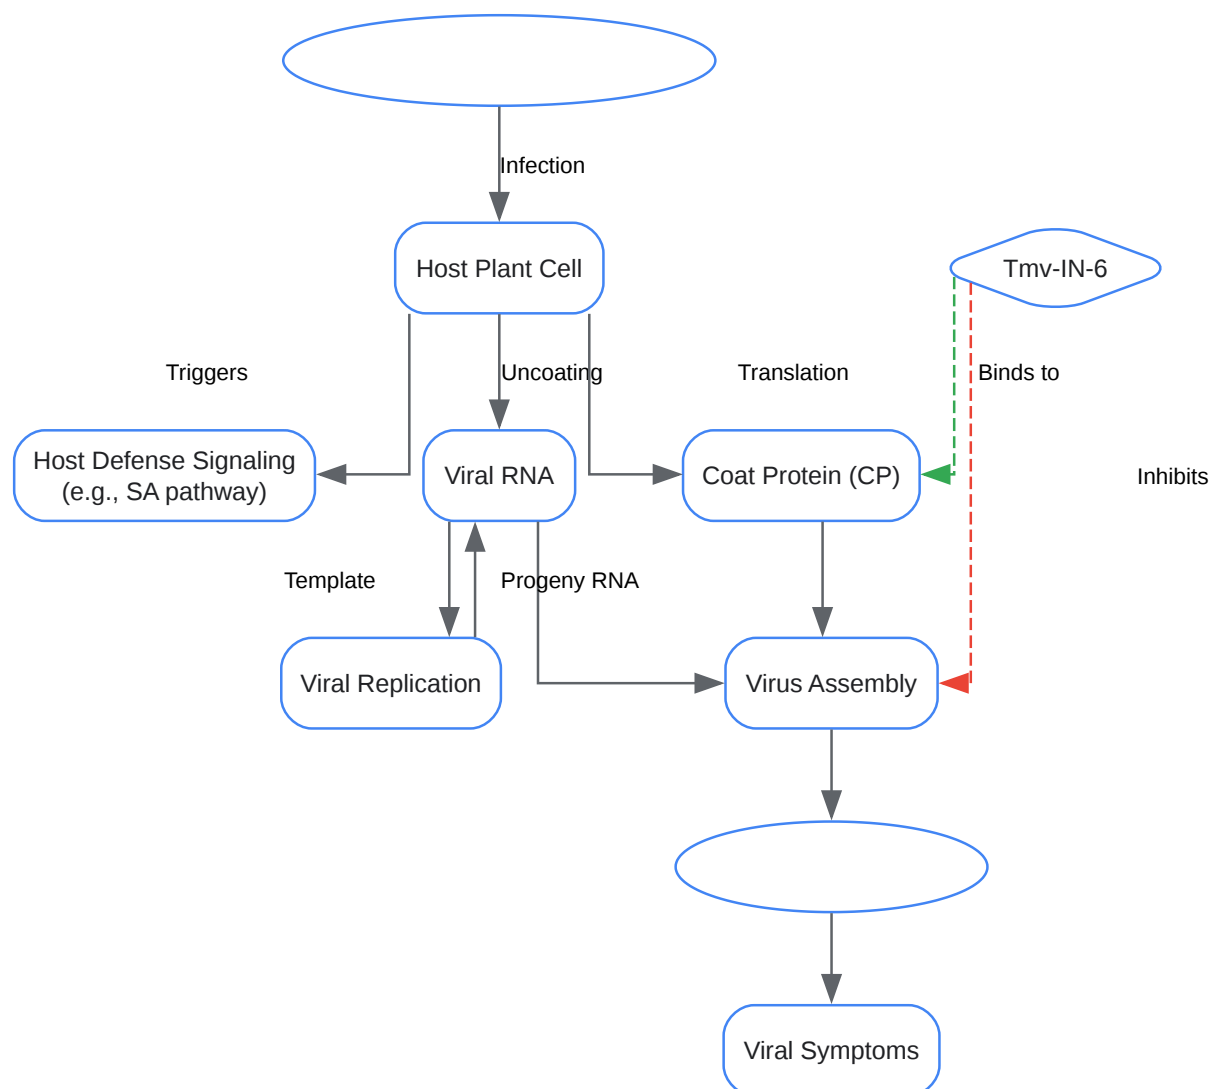 Infection
Host Plant Cell
Tmv-IN-6
Triggers
Uncoating
Translation
Binds to
Host Defense Signaling
(e.g., SA pathway)
Viral RNA
Coat Protein (CP)
Inhibits
Template
Progeny RNA
Viral Replication
Virus Assembly
Viral Symptoms